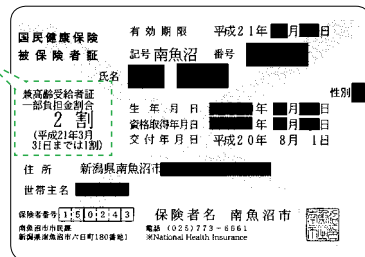 国民健康保険
被保険者証
有効期限 平成21年 月 日
記号 南魚沼 番号
氏名
性別
兼高齢受給者証
一部負担金割合
2 割
(平成21年3月
31日までは1割)
生年月日 年 月 日
資格取得年月日 年 月 日
交付年月日 平成20年 8月 1日
住所 新潟県南魚沼市
世帯主名
保険者番号 150243
保険者名 南魚沼市
南魚沼市市民課
新潟県南魚沼市六日町180番地1
電話 (025)773-6661
※National Health Insurance